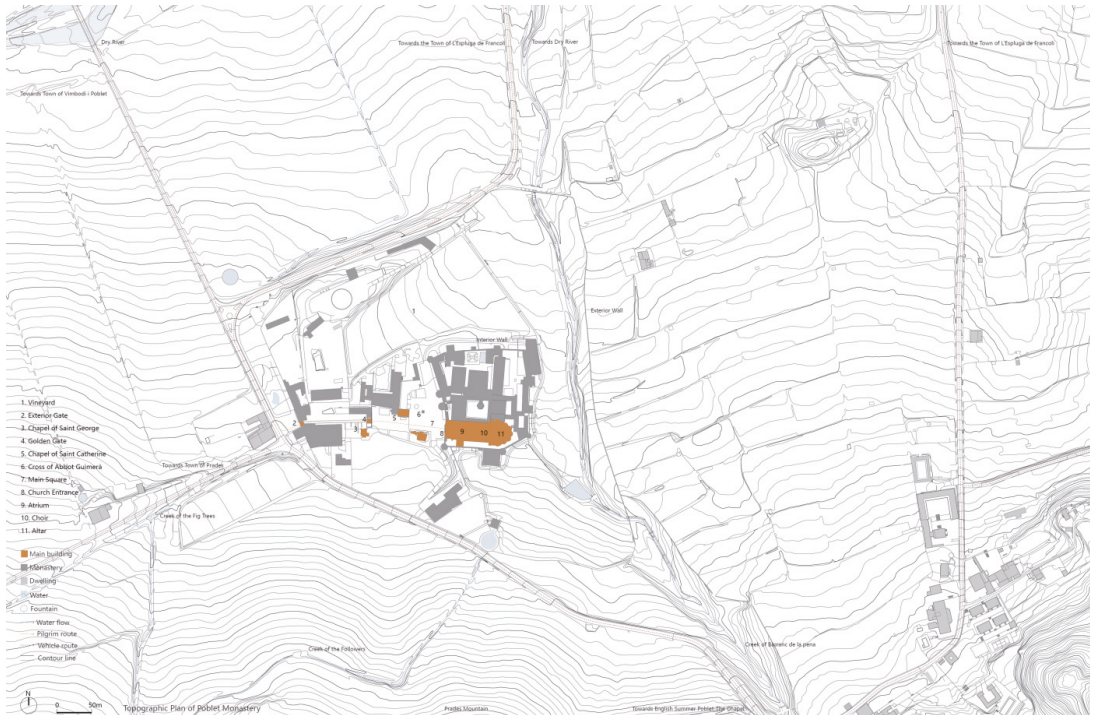 Dry River
Towards the Town of L'Espluga de Francolí
Towards Dry River
Towards the Town of L'Espluga de Francolí
Towards Town of Vimbodí i Poblet
1
Exterior Wall
Interior Wall
1. Vineyard
2. Exterior Gate
3. Chapel of Saint George
4. Golden Gate
5. Chapel of Saint Catherine
6. Cross of Abbot Guimerà
7. Main Square
8. Church Entrance
9. Atrium
10. Choir
11. Altar
2
3
4
5
6
7
8
9
10
11
Towards Town of Prades
Creek of the Fig Trees
Main building
Monastery
Dwelling
Water
Fountain
Water flow
Pilgrim route
Vehicle route
Contour line
Creek of the Followers
Creek of Barranc de la pena
N
0 50m
Topographic Plan of Poblet Monastery
Prades Mountain
Towards English Summer Poblet The Chapel